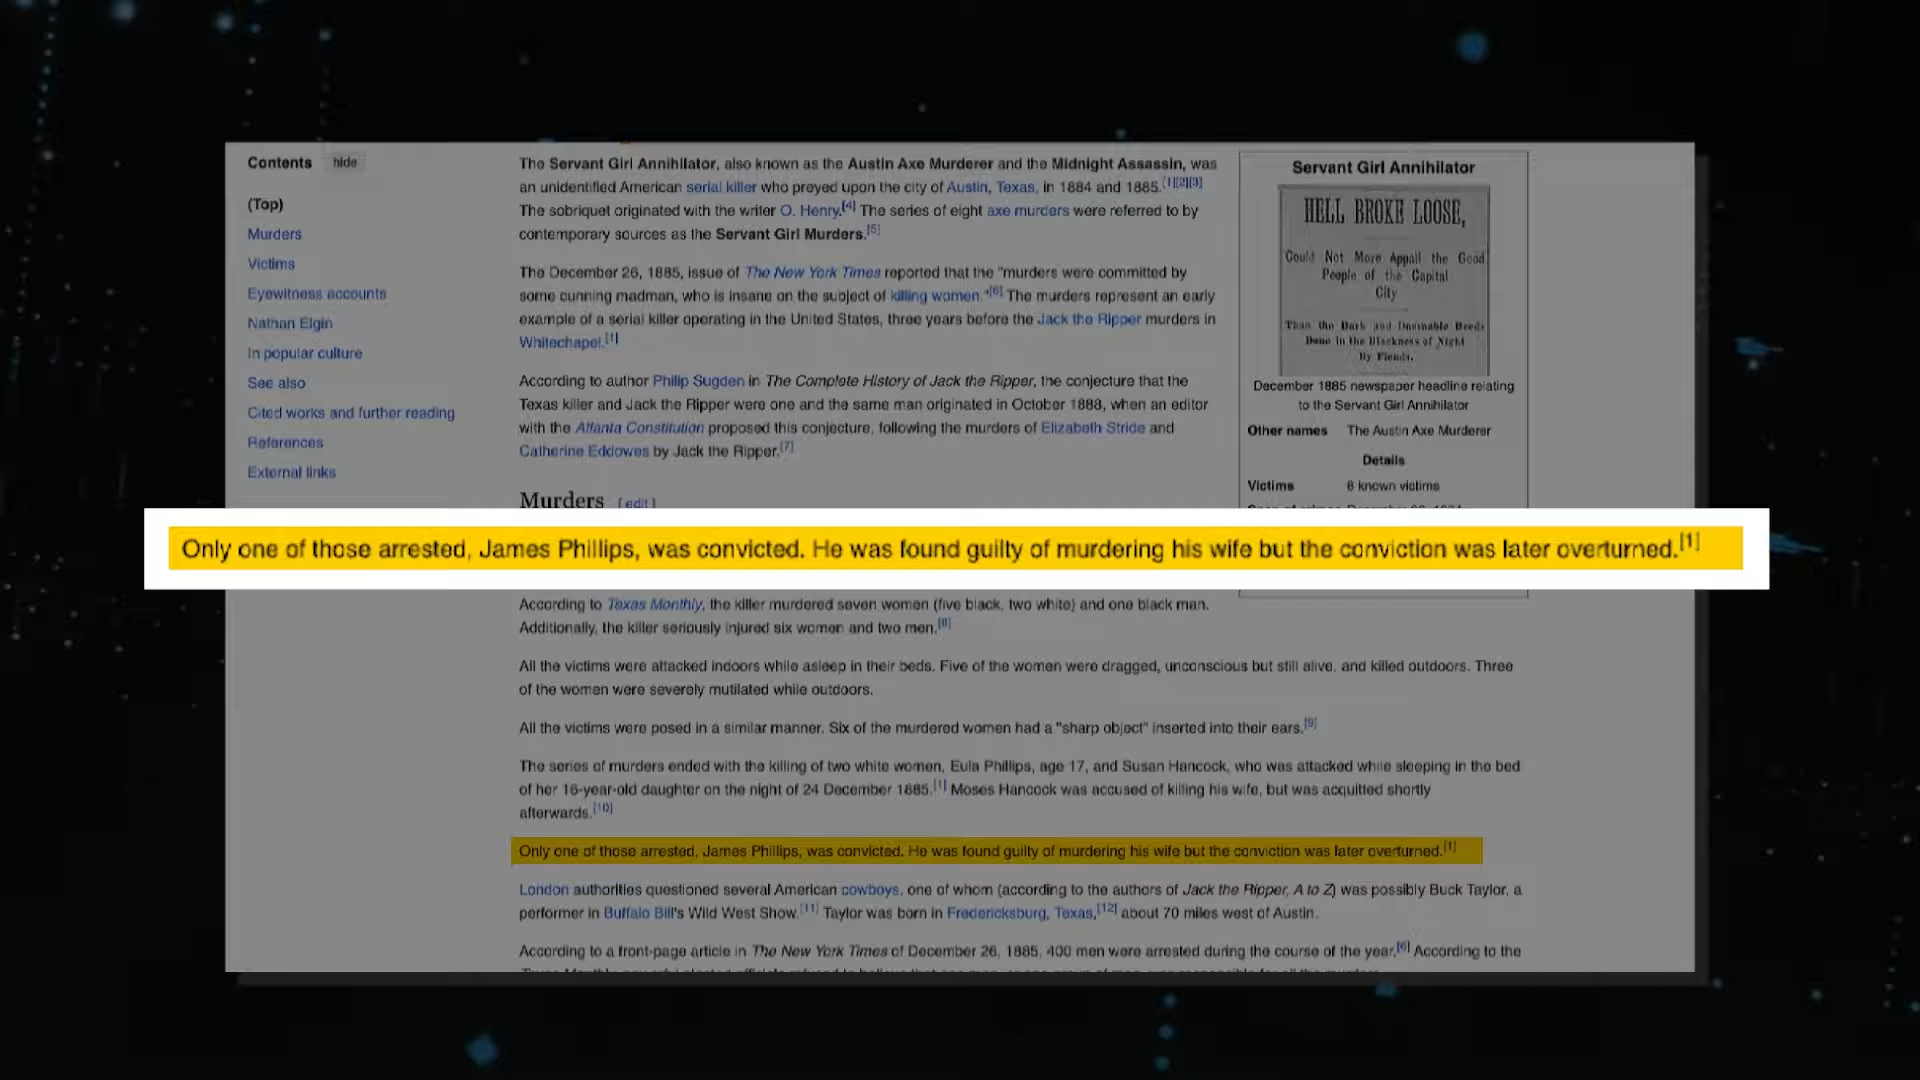 Contents hide
(Top)
Murders
Victims
Eyewitness accounts
Nathan Elgin
In popular culture
See also
Cited works and further reading
References
External links
The Servant Girl Annihilator, also known as the Austin Axe Murderer and the Midnight Assassin, was
an unidentified American serial killer who preyed upon the city of Austin, Texas, in 1884 and 1885.[1][2][3]
The sobriquet originated with the writer O. Henry.[4] The series of eight axe murders were referred to by
contemporary sources as the Servant Girl Murders.[5]
The December 26, 1885, issue of The New York Times reported that the "murders were committed by
some cunning madman, who is insane on the subject of killing women."[6] The murders represent an early
example of a serial killer operating in the United States, three years before the Jack the Ripper murders in
Whitechapel.[1]
According to author Philip Sugden in The Complete History of Jack the Ripper, the conjecture that the
Texas killer and Jack the Ripper were one and the same man originated in October 1888, when an editor
with the Atlanta Constitution proposed this conjecture, following the murders of Elizabeth Stride and
Catherine Eddowes by Jack the Ripper.[7]
Servant Girl Annihilator
HELL BROKE LOOSE,
Could Not More Appall the Good
People of the Capital
City
Than the Dark and Damnable Deeds
Done in the Blackness of Night
By Fiends.
December 1885 newspaper headline relating
to the Servant Girl Annihilator
Other names The Austin Axe Murderer
Details
Victims 8 known victims
Murders [edit]
Only one of those arrested, James Phillips, was convicted. He was found guilty of murdering his wife but the conviction was later overturned.[1]
According to Texas Monthly, the killer murdered seven women (five black, two white) and one black man.
Additionally, the killer seriously injured six women and two men.[8]
All the victims were attacked indoors while asleep in their beds. Five of the women were dragged, unconscious but still alive, and killed outdoors. Three
of the women were severely mutilated while outdoors.
All the victims were posed in a similar manner. Six of the murdered women had a "sharp object" inserted into their ears.[9]
The series of murders ended with the killing of two white women, Eula Phillips, age 17, and Susan Hancock, who was attacked while sleeping in the bed
of her 16-year-old daughter on the night of 24 December 1885.[1] Moses Hancock was accused of killing his wife, but was acquitted shortly
afterwards.[10]
Only one of those arrested, James Phillips, was convicted. He was found guilty of murdering his wife but the conviction was later overturned.[1]
London authorities questioned several American cowboys, one of whom (according to the authors of Jack the Ripper, A to Z) was possibly Buck Taylor, a
performer in Buffalo Bill's Wild West Show.[11] Taylor was born in Fredericksburg, Texas,[12] about 70 miles west of Austin.
According to a front-page article in The New York Times of December 26, 1885, 400 men were arrested during the course of the year.[6] According to the